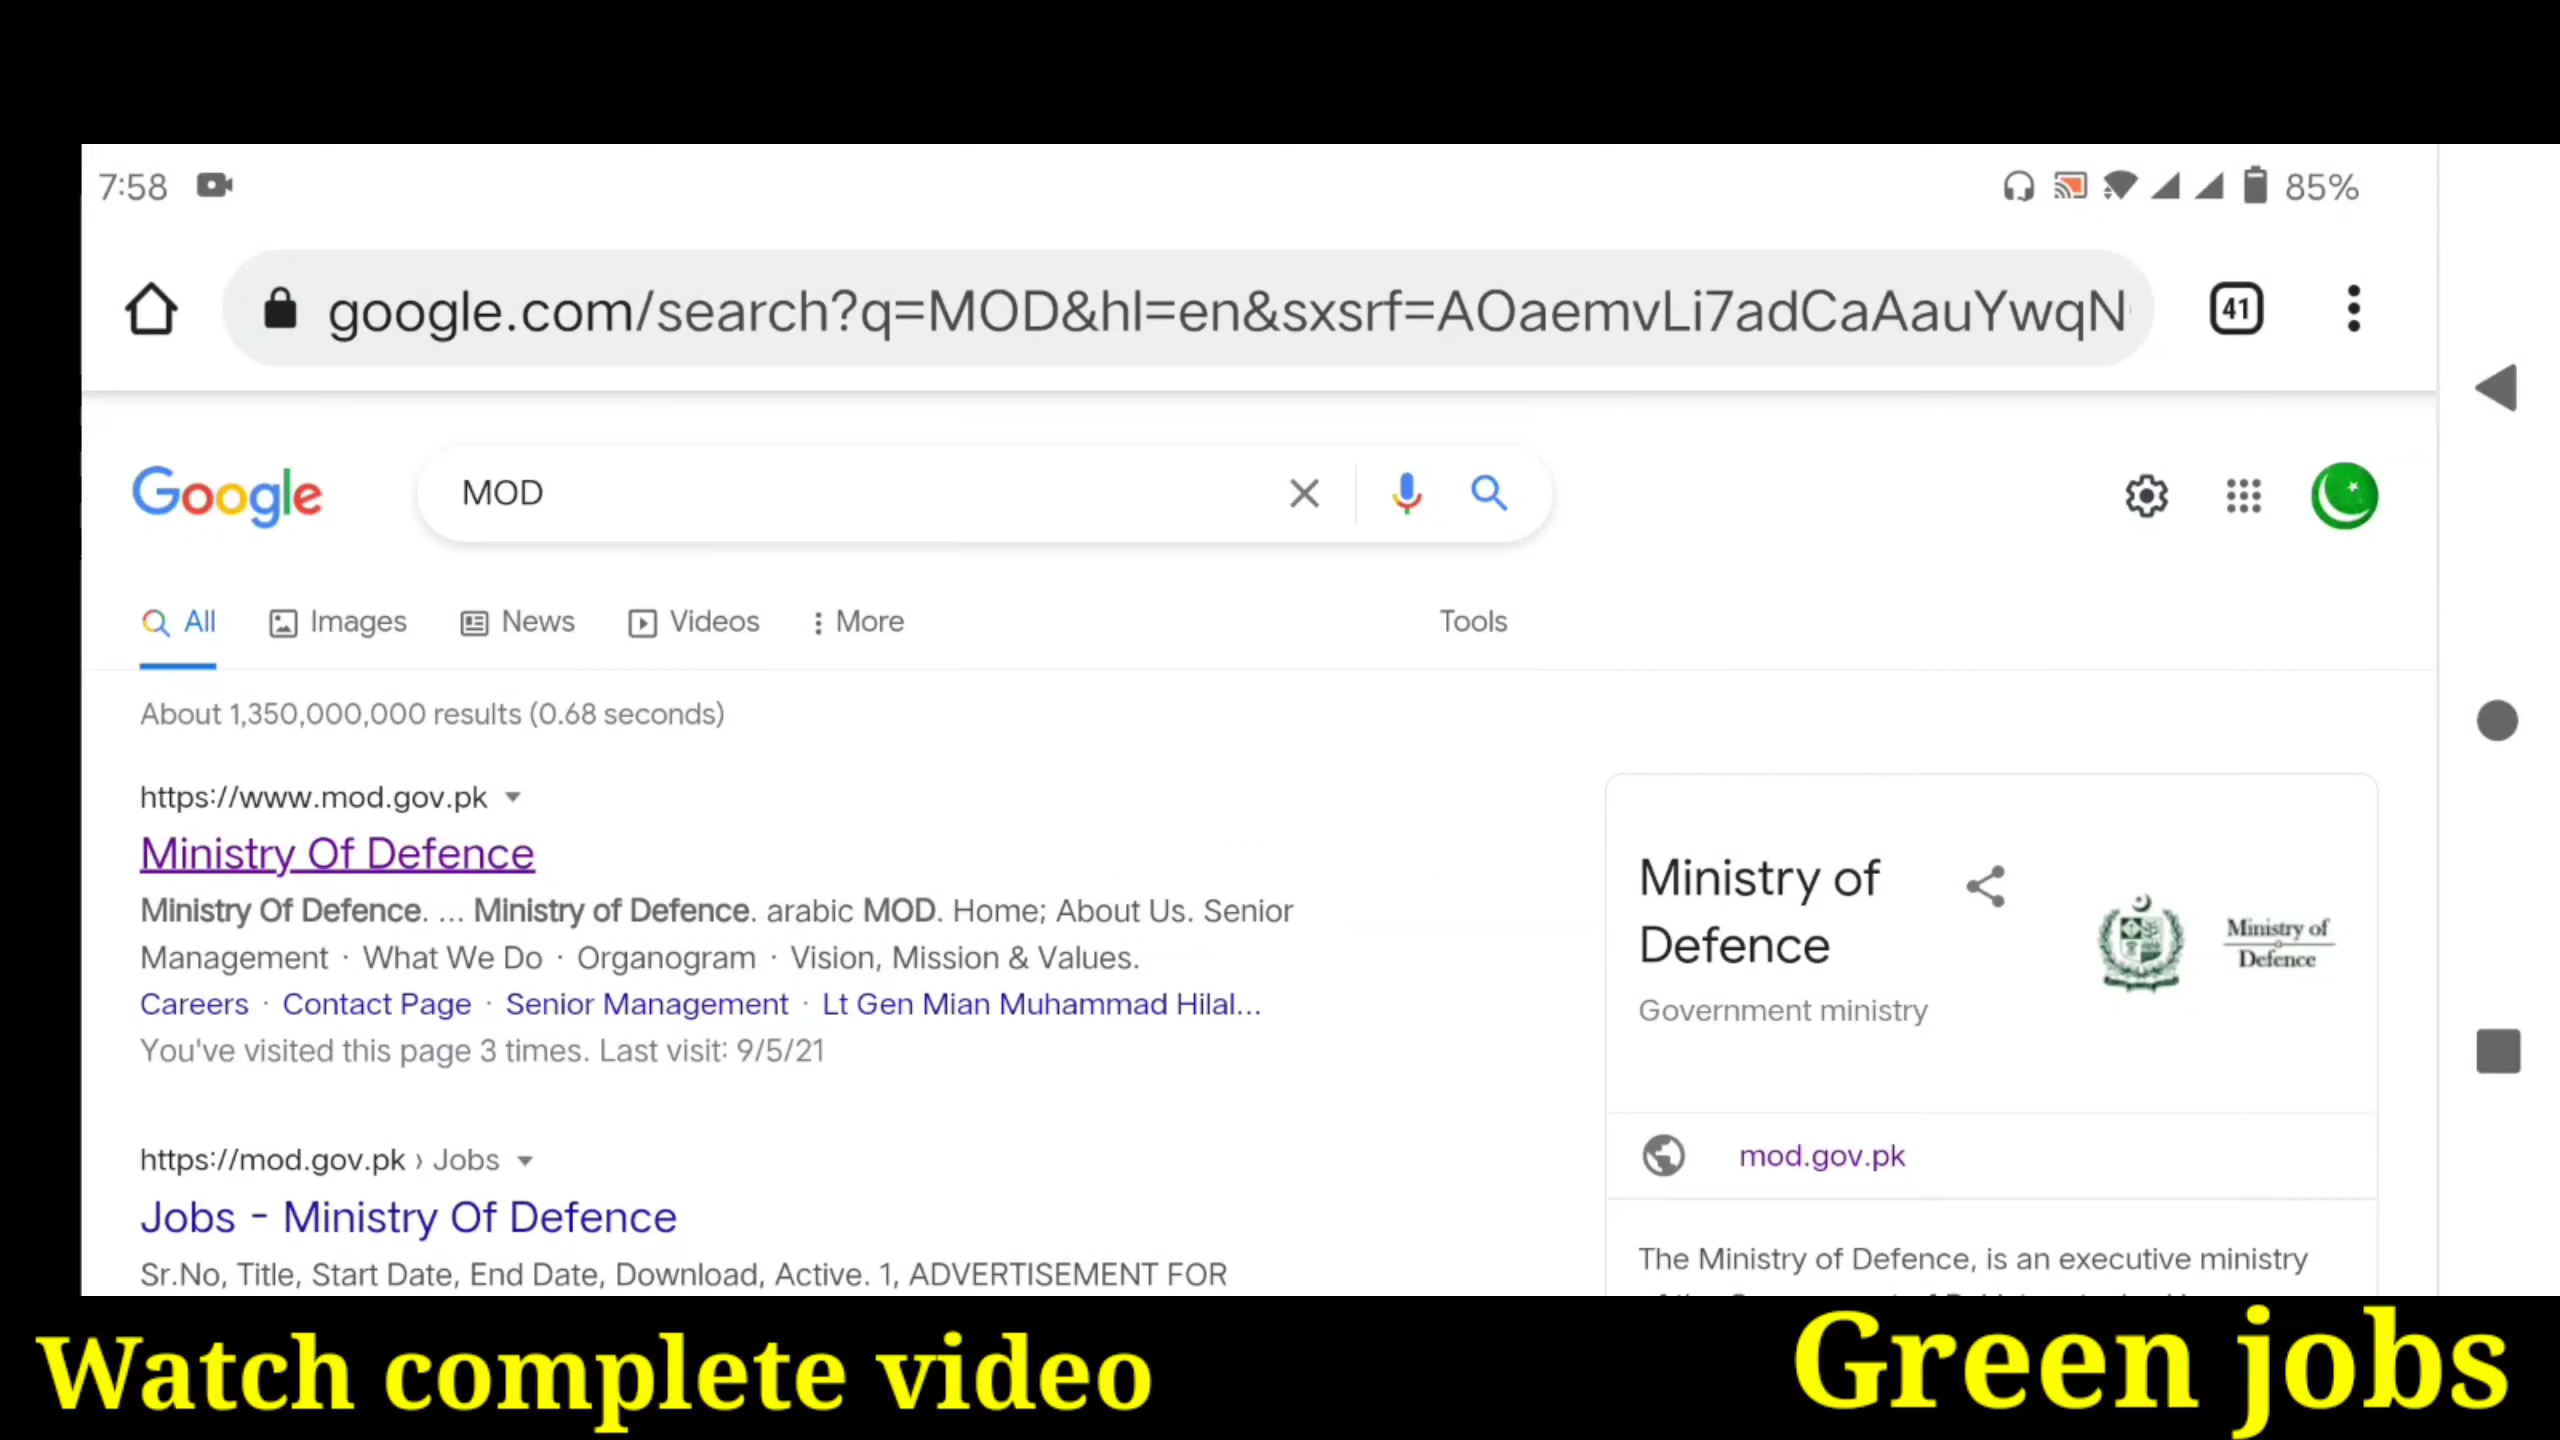 7:58
85%
google.com/search?q=MOD&hl=en&sxsrf=AOaemvLi7adCaAauYwqN
41
Google
MOD
All Images News Videos More Tools
About 1,350,000,000 results (0.68 seconds)
https://www.mod.gov.pk
Ministry Of Defence
Ministry Of Defence. ... Ministry of Defence. arabic MOD. Home; About Us. Senior
Management · What We Do · Organogram · Vision, Mission & Values.
Careers · Contact Page · Senior Management · Lt Gen Mian Muhammad Hilal...
You've visited this page 3 times. Last visit: 9/5/21
https://mod.gov.pk › Jobs
Jobs - Ministry Of Defence
Sr.No, Title, Start Date, End Date, Download, Active. 1, ADVERTISEMENT FOR
Ministry of
Defence
Government ministry
Ministry of
Defence
mod.gov.pk
The Ministry of Defence, is an executive ministry
Watch complete video
Green jobs